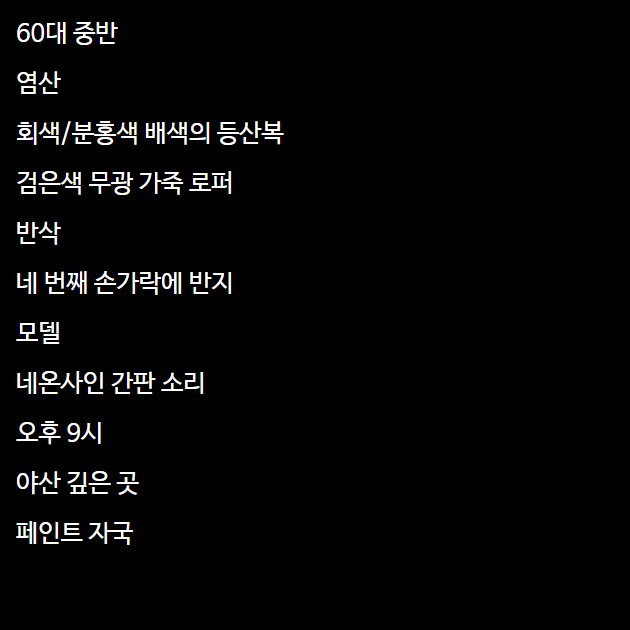 60대 중반
염산
회색/분홍색 배색의 등산복
검은색 무광 가죽 로퍼
반삭
네 번째 손가락에 반지
모델
네온사인 간판 소리
오후 9시
야산 깊은 곳
페인트 자국